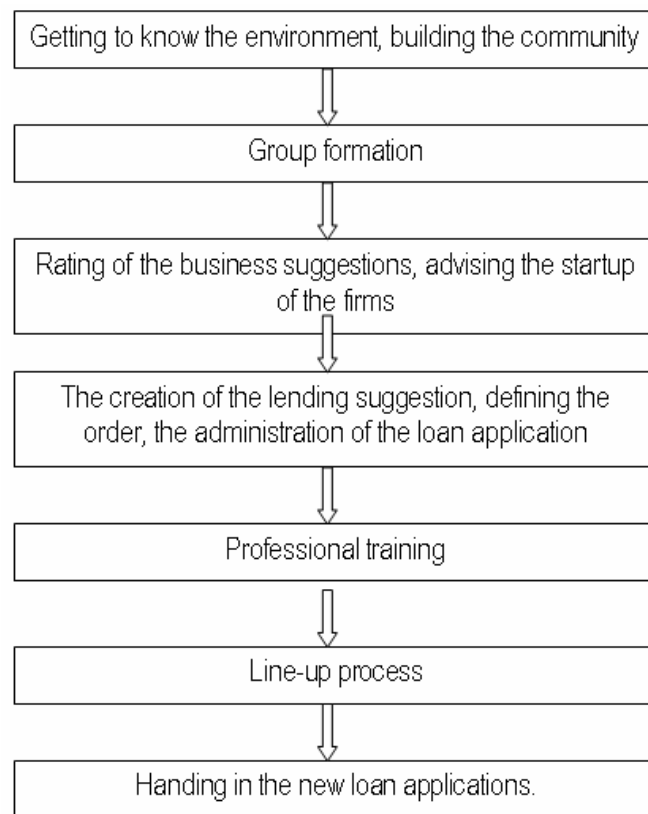 Getting to know the environment, building the community
Group formation
Rating of the business suggestions, advising the startup
of the firms
The creation of the lending suggestion, defining the
order, the administration of the loan application
Professional training
Line-up process
Handing in the new loan applications.